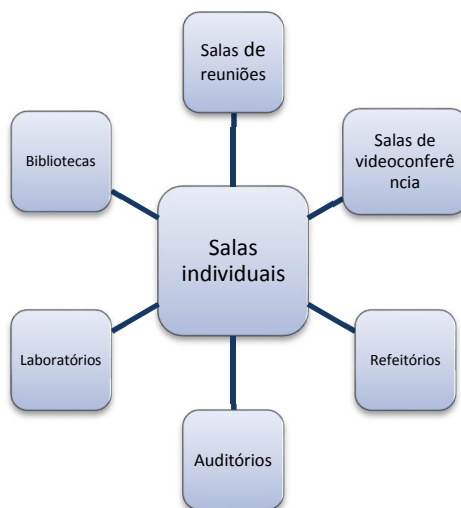 Salas de
reuniões
Bibliotecas
Salas de
videoconferê
ncia
Salas
individuais
Laboratórios
Refeitórios
Auditórios